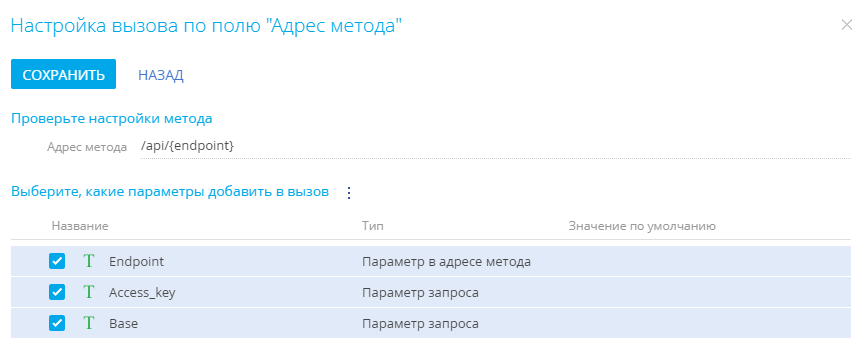 Настройка вызова по полю "Адрес метода"
СОХРАНИТЬ НАЗАД
Проверьте настройки метода
Адрес метода /api/{endpoint}
Выберите, какие параметры добавить в вызов
Название Тип Значение по умолчанию
T Endpoint Параметр в адресе метода
T Access_key Параметр запроса
T Base Параметр запроса